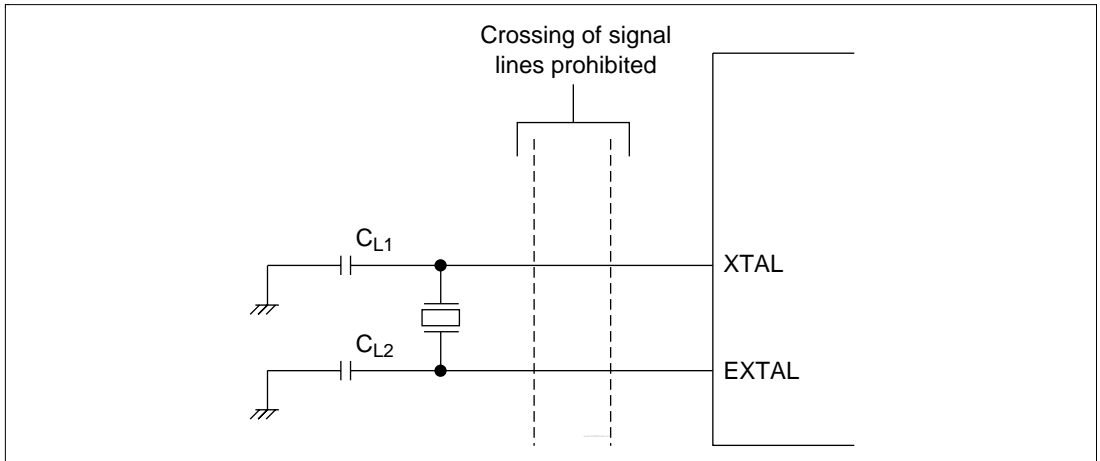 Crossing of signal
lines prohibited
CL1
XTAL
CL2
EXTAL